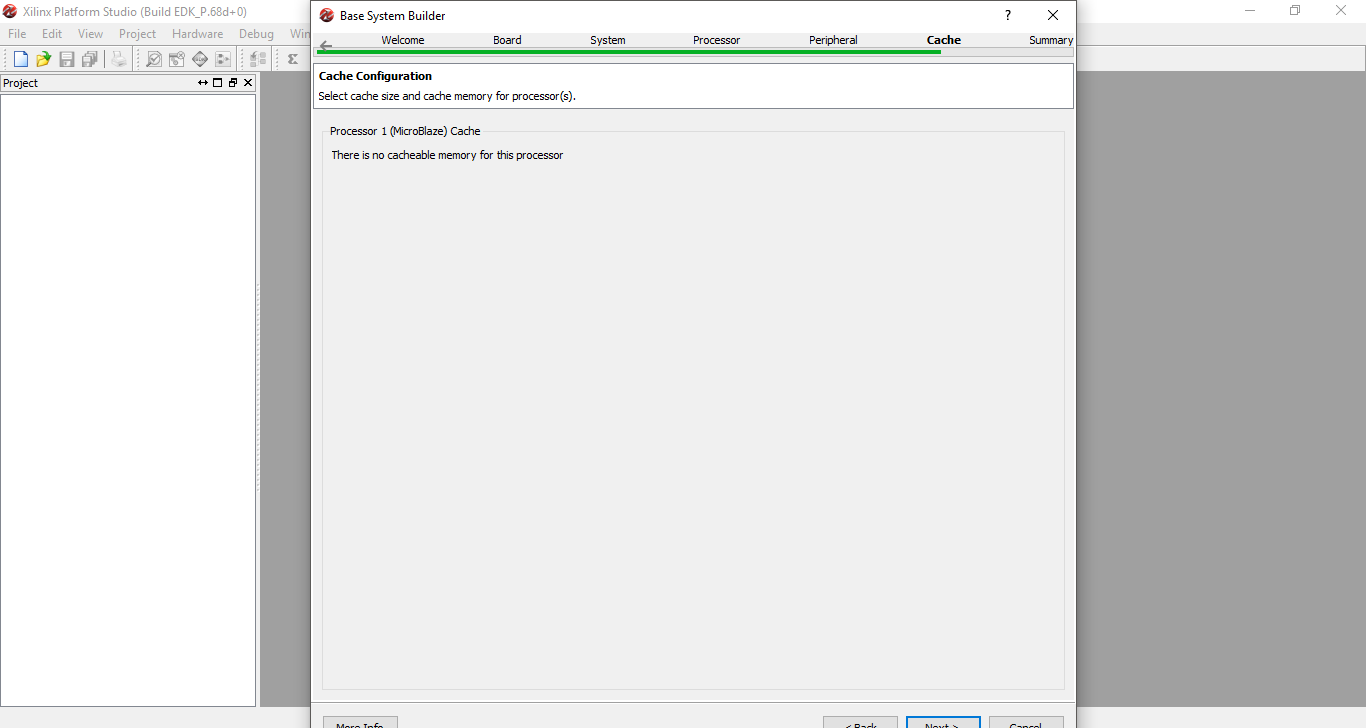 Xilinx Platform Studio (Build EDK_P.68d+0)
File Edit View Project Hardware Debug Win
Project
Base System Builder
?
Welcome Board System Processor Peripheral Cache Summary
Cache Configuration
Select cache size and cache memory for processor(s).
Processor 1 (MicroBlaze) Cache
There is no cacheable memory for this processor
More Info < Back Next > Cancel